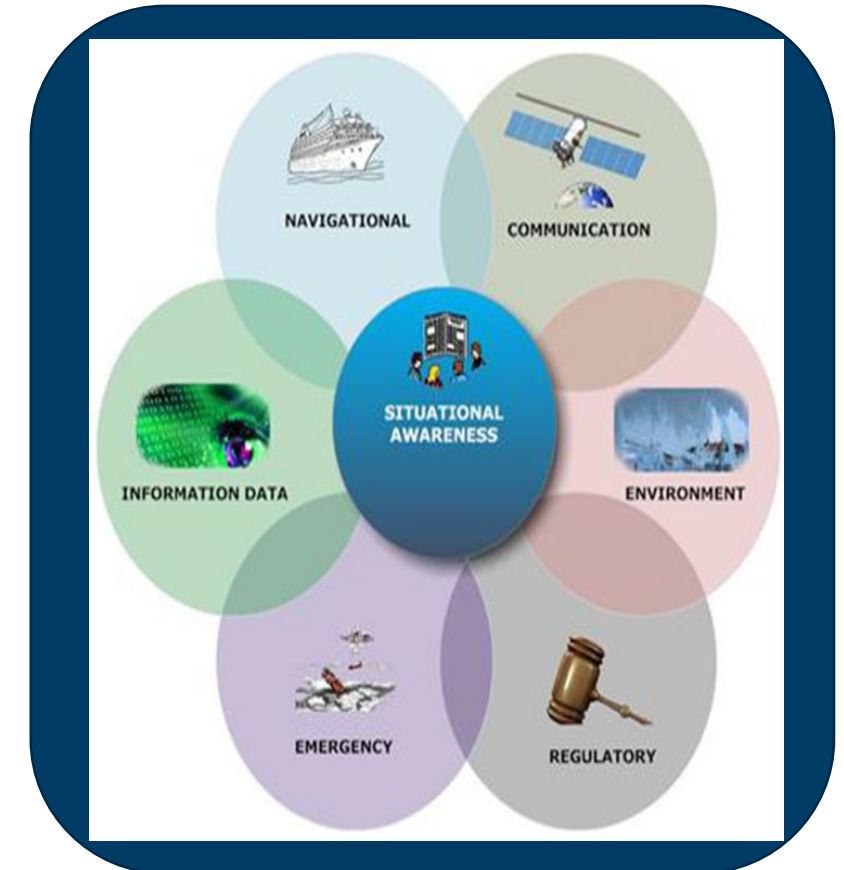 NAVIGATIONAL
COMMUNICATION
SITUATIONAL
AWARENESS
INFORMATION DATA
ENVIRONMENT
EMERGENCY
REGULATORY